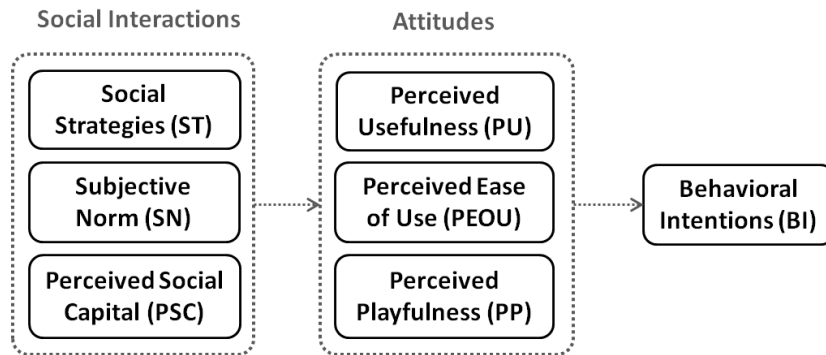 Social Interactions
Social
Strategies (ST)
Subjective
Norm (SN)
Perceived Social
Capital (PSC)
Attitudes
Perceived
Usefulness (PU)
Perceived Ease
of Use (PEOU)
Perceived
Playfulness (PP)
Behavioral
Intentions (BI)